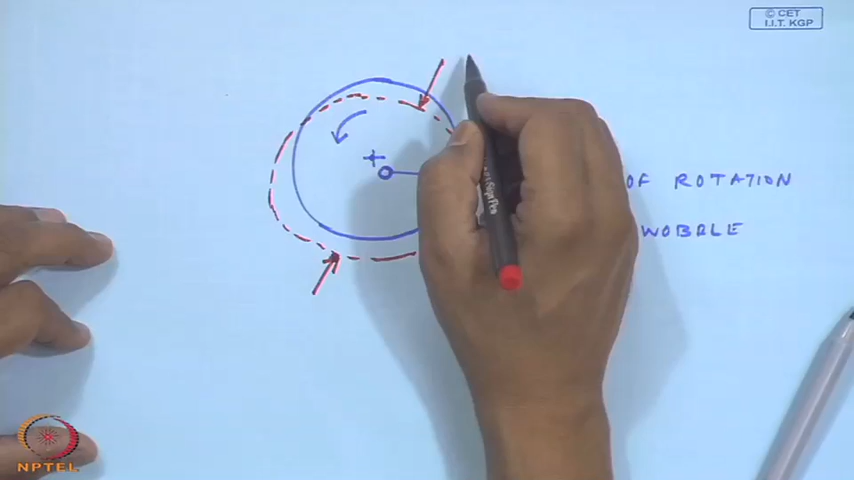 © CET
I.I.T. KGP
OF ROTATION
WOBBLE
NPTEL